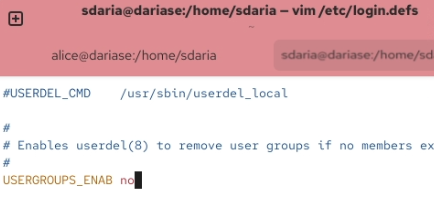 sdaria@dariase:/home/sdaria — vim /etc/login.defs
alice@dariase:/home/sdaria
sdaria@dariase:/home/sd
#USERDEL_CMD    /usr/sbin/userdel_local
#
# Enables userdel(8) to remove user groups if no members ex
#
USERGROUPS_ENAB no